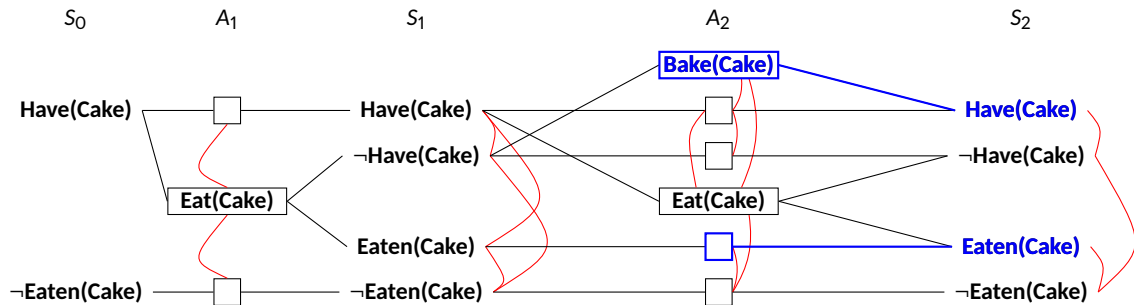 S0 A1 S1 A2 S2
Bake(Cake)
Have(Cake) Have(Cake) Have(Cake)
¬Have(Cake) ¬Have(Cake)
Eat(Cake) Eat(Cake)
Eaten(Cake) Eaten(Cake)
¬Eaten(Cake) ¬Eaten(Cake) ¬Eaten(Cake)